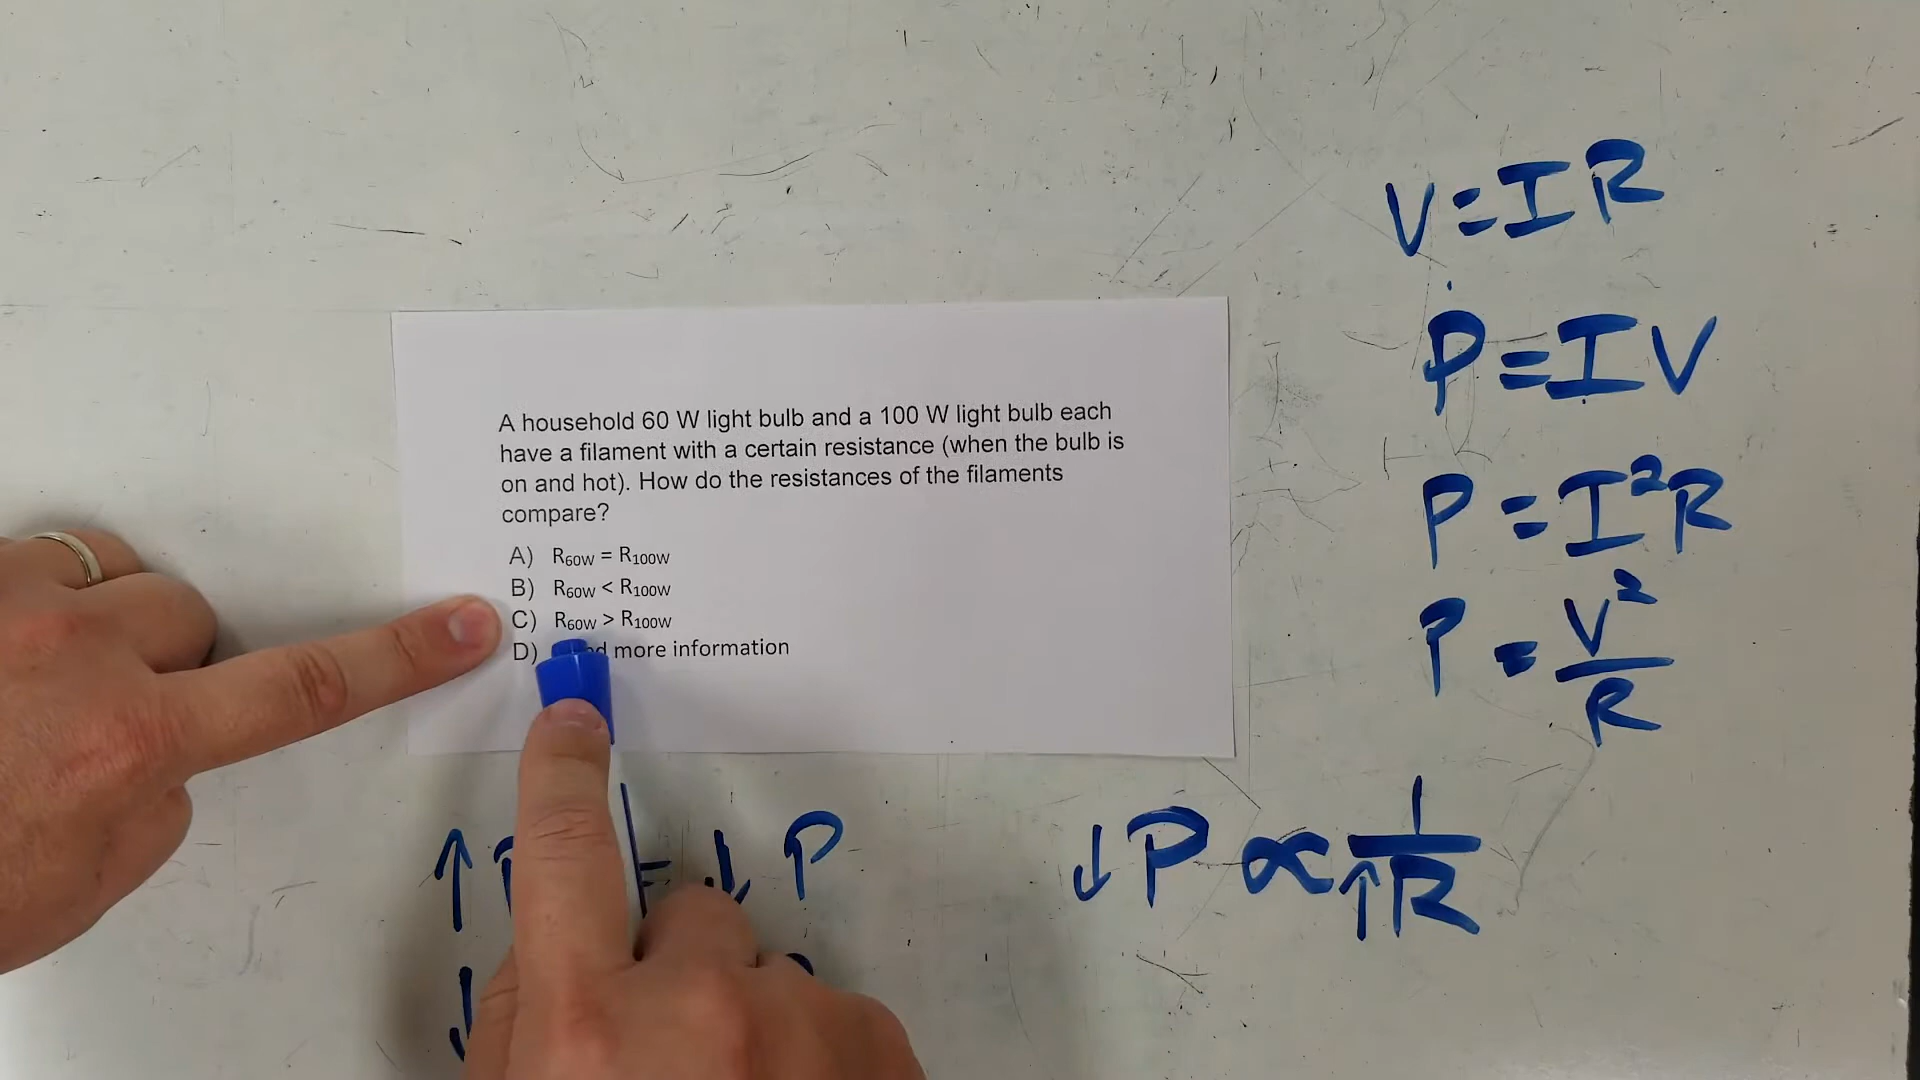 A household 60 W light bulb and a 100 W light bulb each
have a filament with a certain resistance (when the bulb is
on and hot). How do the resistances of the filaments
compare?
A) R60W = R100W
B) R60W < R100W
C) R60W > R100W
D) more information
V=IR
P=IV
P=I²R
P=V²/R
↑ = ↓ P
↓P ∝ 1/↑R
↓